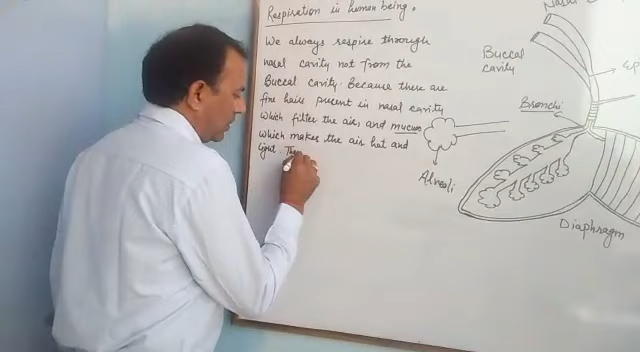 Respiration in human being.
We always respire through
nasal cavity not from the
Buccal cavity. Because there are
fine hairs present in nasal cavity
which filter the air, and mucus
which makes the air hot and
light. The
Nasal
Buccal
cavity
Ep
Bronchi
Alveoli
Diaphragm